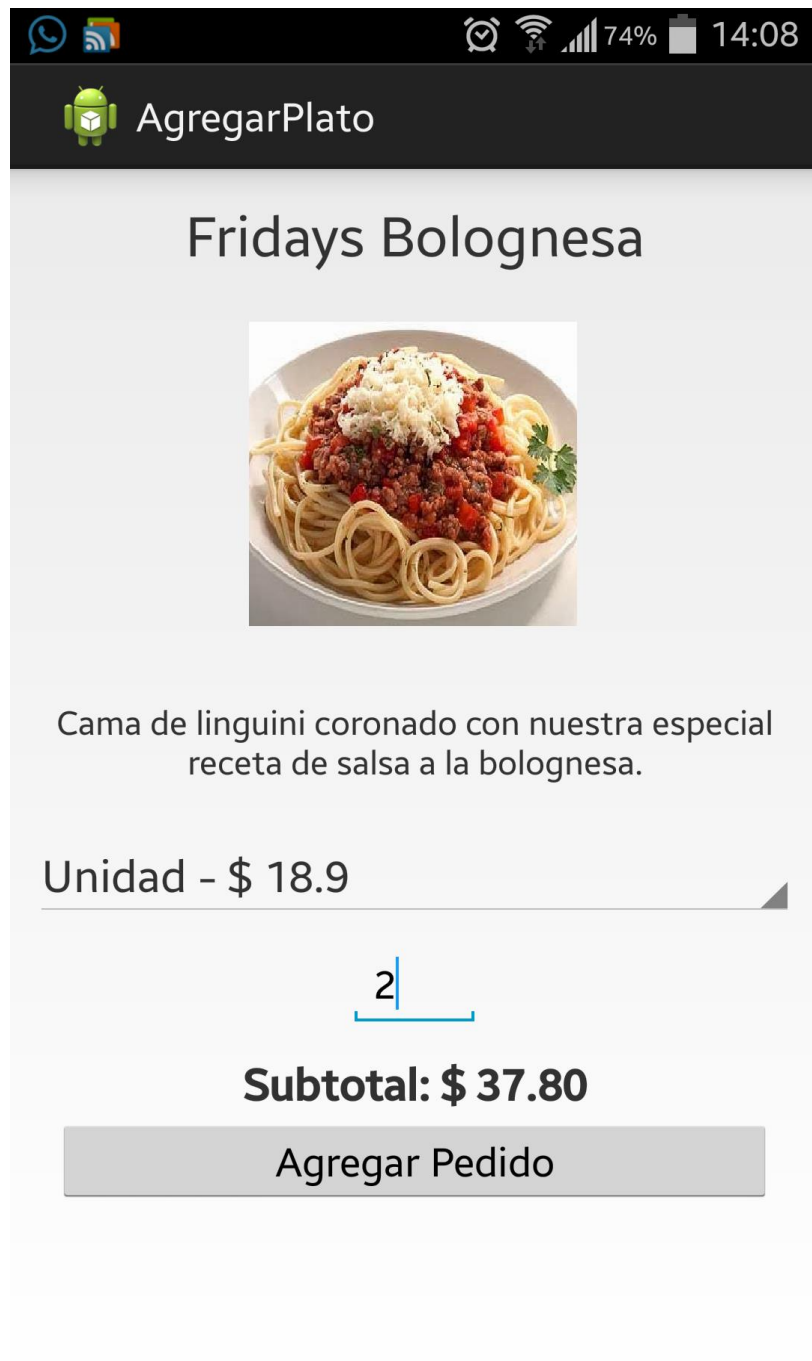 74% 14:08
AgregarPlato
Fridays Bolognesa
Cama de linguini coronado con nuestra especial
receta de salsa a la bolognesa.
Unidad - $ 18.9
2
Subtotal: $ 37.80
Agregar Pedido